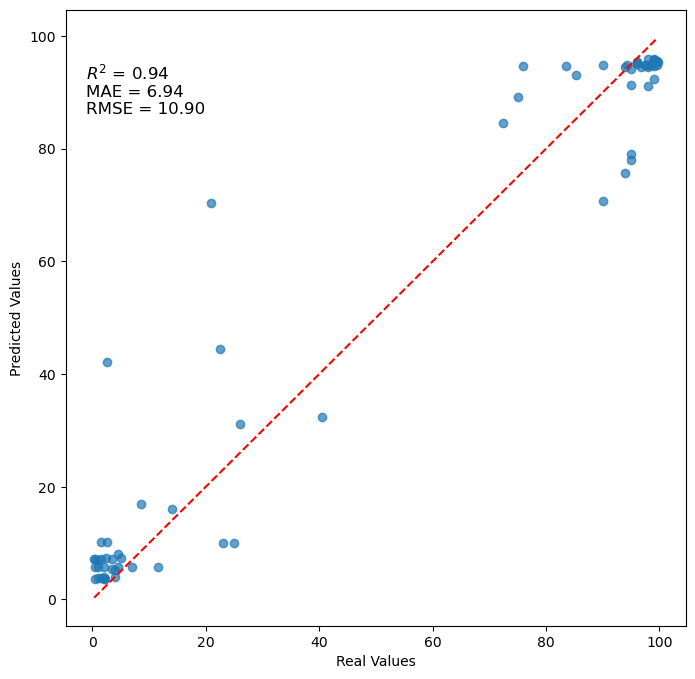 R² = 0.94
MAE = 6.94
RMSE = 10.90
100
80
60
40
20
0
Predicted Values
0 20 40 60 80 100
Real Values